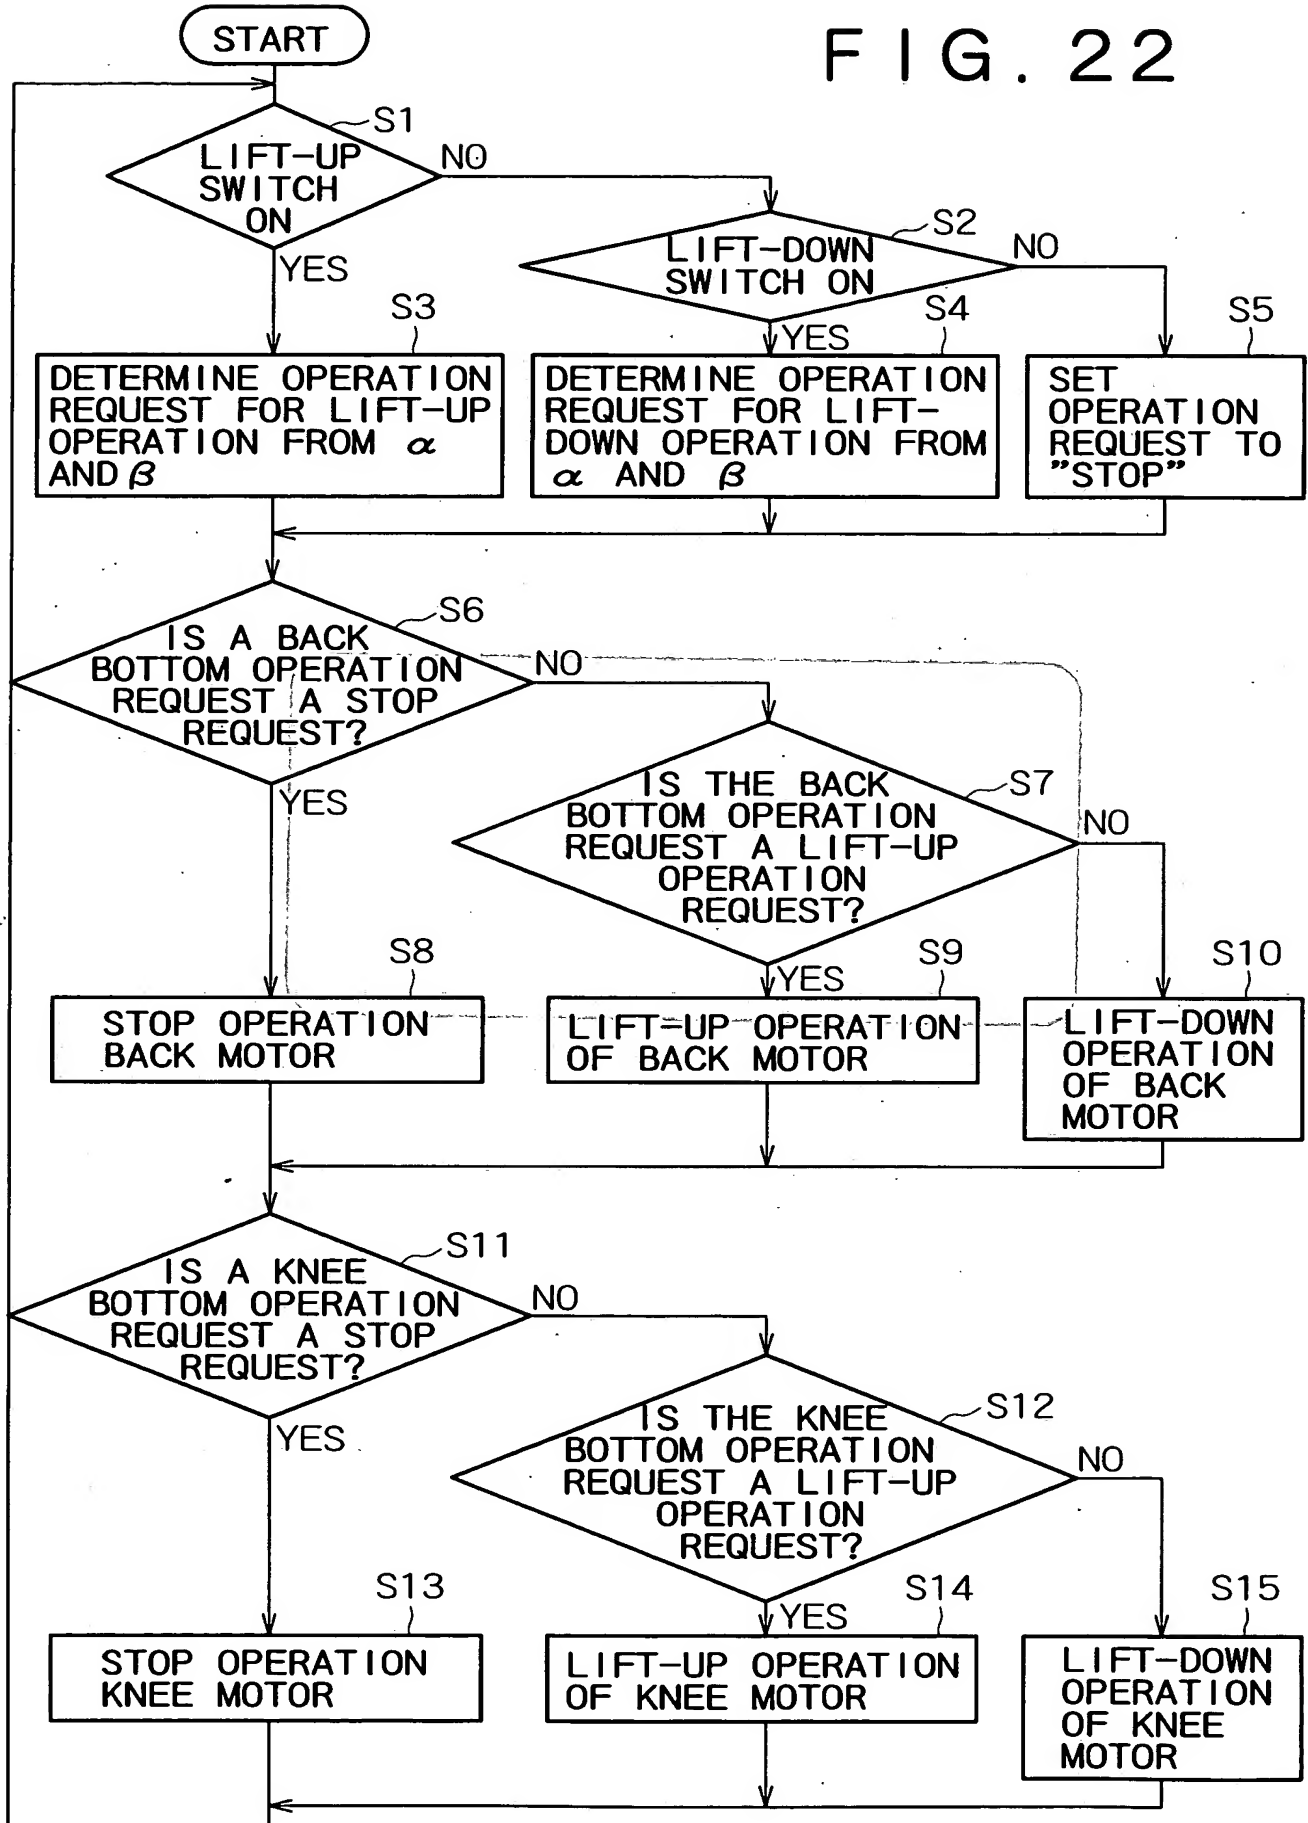 START
FIG. 22
S1
LIFT-UP
SWITCH
ON
NO
YES
S2
LIFT-DOWN
SWITCH ON
NO
YES
S3
DETERMINE OPERATION
REQUEST FOR LIFT-UP
OPERATION FROM α
AND β
S4
DETERMINE OPERATION
REQUEST FOR LIFT-
DOWN OPERATION FROM
α AND β
S5
SET
OPERATION
REQUEST TO
"STOP"
S6
IS A BACK
BOTTOM OPERATION
REQUEST A STOP
REQUEST?
NO
YES
S7
IS THE BACK
BOTTOM OPERATION
REQUEST A LIFT-UP
OPERATION
REQUEST?
NO
YES
S8
STOP OPERATION
BACK MOTOR
S9
LIFT-UP OPERATION
OF BACK MOTOR
S10
LIFT-DOWN
OPERATION
OF BACK
MOTOR
S11
IS A KNEE
BOTTOM OPERATION
REQUEST A STOP
REQUEST?
NO
YES
S12
IS THE KNEE
BOTTOM OPERATION
REQUEST A LIFT-UP
OPERATION
REQUEST?
NO
YES
S13
STOP OPERATION
KNEE MOTOR
S14
LIFT-UP OPERATION
OF KNEE MOTOR
S15
LIFT-DOWN
OPERATION
OF KNEE
MOTOR